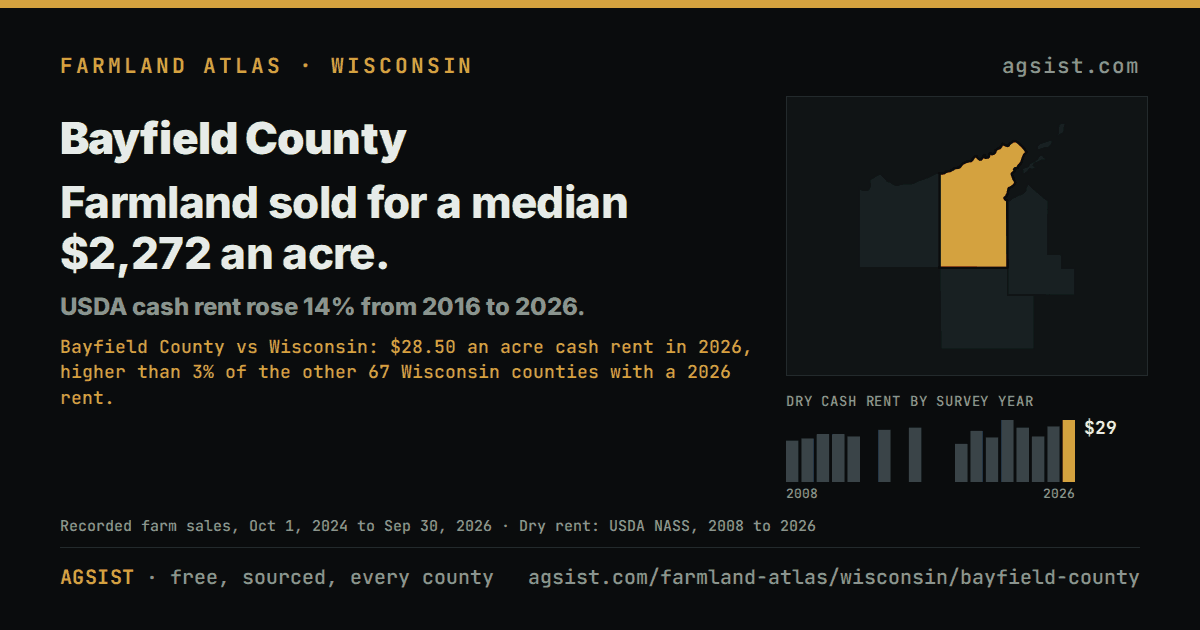 FARMLAND ATLAS · WISCONSIN
agsist.com
Bayfield County
Farmland sold for a median
$2,272 an acre.
USDA cash rent rose 14% from 2016 to 2026.
Bayfield County vs Wisconsin: $28.50 an acre cash rent in 2026,
higher than 3% of the other 67 Wisconsin counties with a 2026
rent.
DRY CASH RENT BY SURVEY YEAR
$29
2008
2026
Recorded farm sales, Oct 1, 2024 to Sep 30, 2026 · Dry rent: USDA NASS, 2008 to 2026
AGSIST · free, sourced, every county
agsist.com/farmland-atlas/wisconsin/bayfield-county